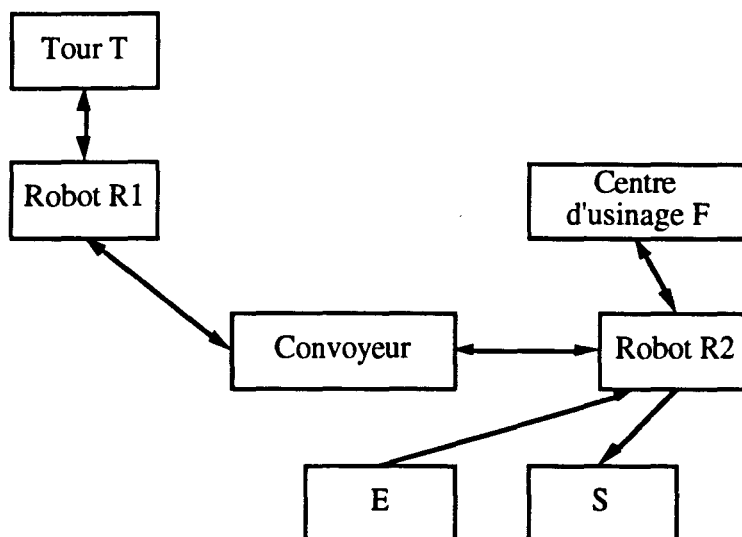 Tour T
Robot R1
Centre
d'usinage F
Convoyeur
Robot R2
E
S